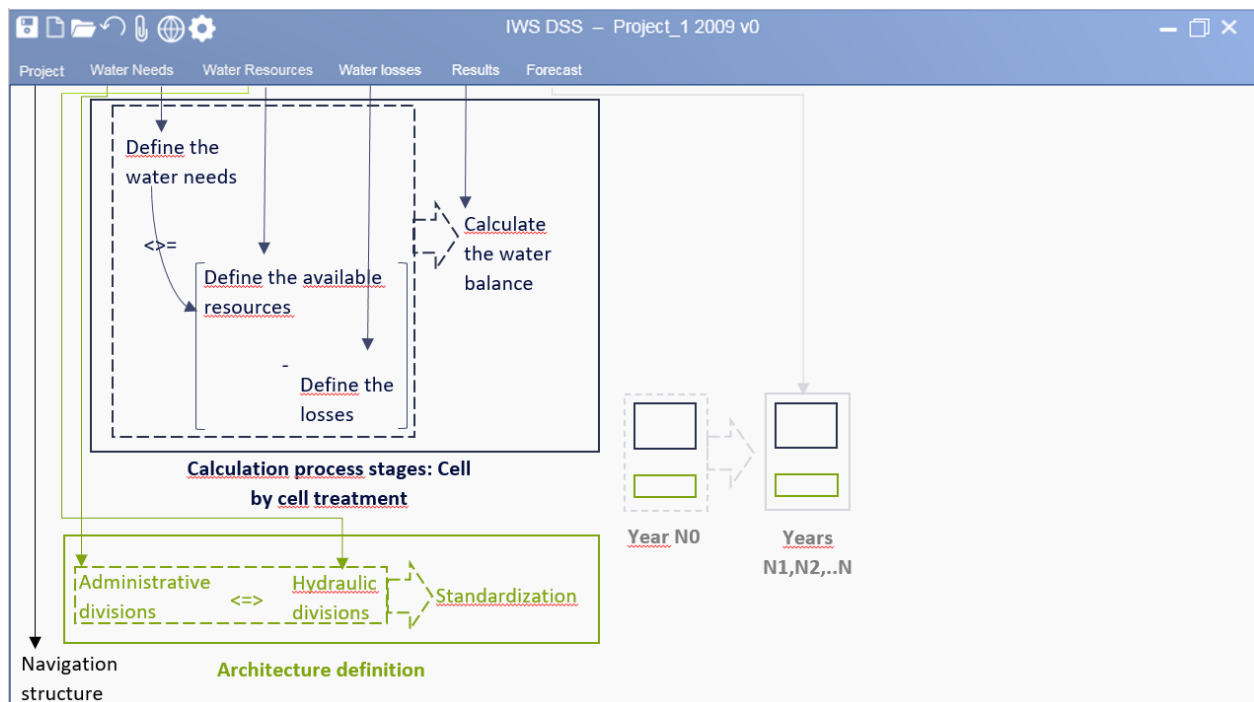 IWS DSS – Project_1 2009 v0
Project Water Needs Water Resources Water losses Results Forecast
Define the
water needs
<>=
Define the available
resources
-
Define the
losses
Calculate
the water
balance
Calculation process stages: Cell
by cell treatment
Administrative
divisions
<=>
Hydraulic
divisions
Standardization
Architecture definition
Navigation
structure
Year N0
Years
N1,N2,..N